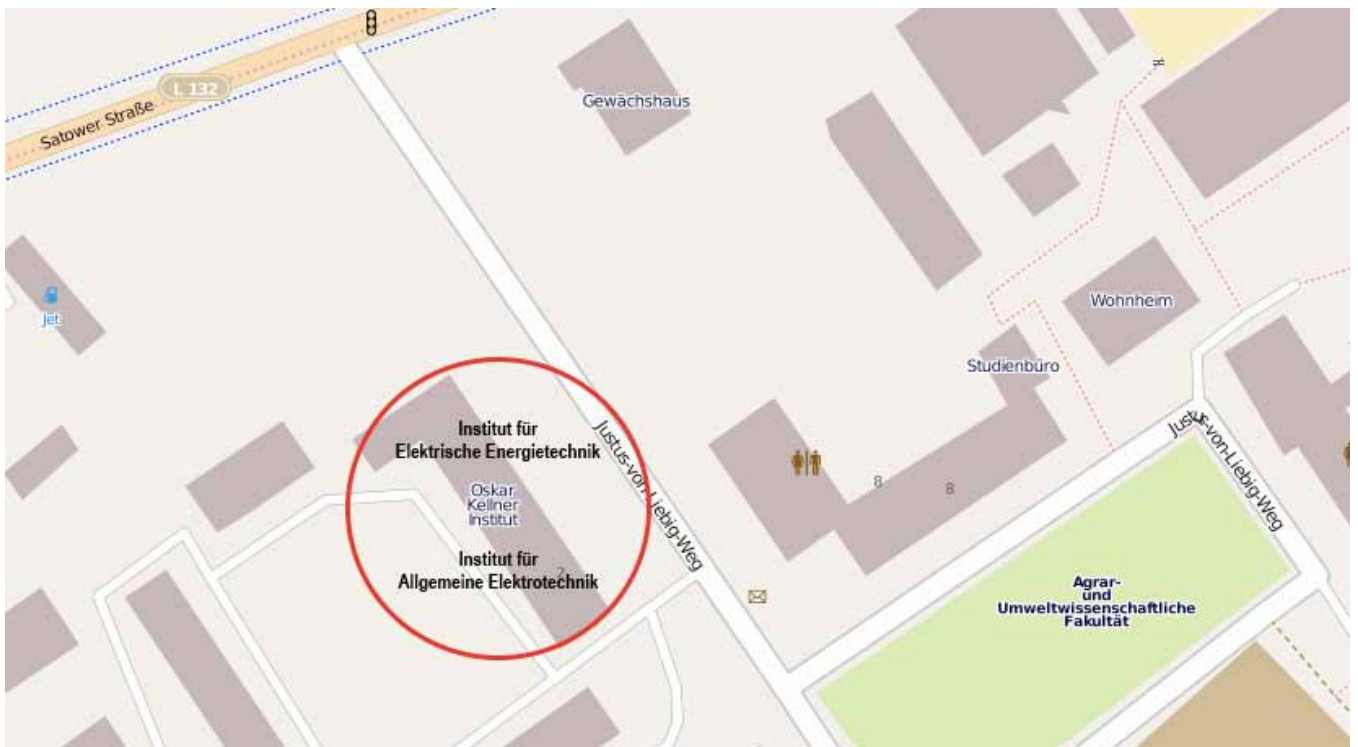 L 132
Satower Straße
Gewächshaus
Jet
Wohnheim
Studienbüro
Institut für
Elektrische Energietechnik
Oskar
Kellner
Institut
Institut für
Allgemeine Elektrotechnik
2
Justus-von-Liebig-Weg
8
8
Justus-von-Liebig-Weg
Agrar-
und
Umweltwissenschaftliche
Fakultät